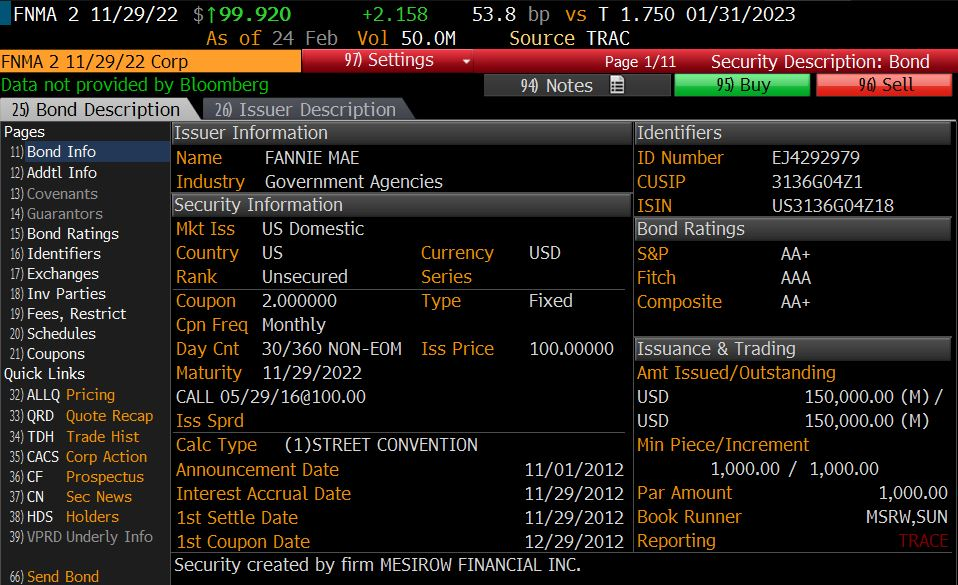 FNMA 2 11/29/22 $↑99.920 +2.158 53.8 bp vs T 1.750 01/31/2023
As of 24 Feb Vol 50.0M Source TRAC
FNMA 2 11/29/22 Corp 97) Settings Page 1/11 Security Description: Bond
Data not provided by Bloomberg 94) Notes 95) Buy 96) Sell
25) Bond Description 26) Issuer Description
Pages
11) Bond Info
12) Addtl Info
13) Covenants
14) Guarantors
15) Bond Ratings
16) Identifiers
17) Exchanges
18) Inv Parties
19) Fees, Restrict
20) Schedules
21) Coupons
Quick Links
32) ALLQ Pricing
33) QRD Quote Recap
34) TDH Trade Hist
35) CACS Corp Action
36) CF Prospectus
37) CN Sec News
38) HDS Holders
39) VPRD Underly Info
66) Send Bond
Issuer Information
Name FANNIE MAE
Industry Government Agencies
Security Information
Mkt Iss US Domestic
Country US Currency USD
Rank Unsecured Series
Coupon 2.000000 Type Fixed
Cpn Freq Monthly
Day Cnt 30/360 NON-EOM Iss Price 100.00000
Maturity 11/29/2022
CALL 05/29/16@100.00
Iss Sprd
Calc Type (1)STREET CONVENTION
Announcement Date 11/01/2012
Interest Accrual Date 11/29/2012
1st Settle Date 11/29/2012
1st Coupon Date 12/29/2012
Security created by firm MESIROW FINANCIAL INC.
Identifiers
ID Number EJ4292979
CUSIP 3136G04Z1
ISIN US3136G04Z18
Bond Ratings
S&P AA+
Fitch AAA
Composite AA+
Issuance & Trading
Amt Issued/Outstanding
USD 150,000.00 (M) /
USD 150,000.00 (M)
Min Piece/Increment
1,000.00 / 1,000.00
Par Amount 1,000.00
Book Runner MSRW,SUN
Reporting TRACE